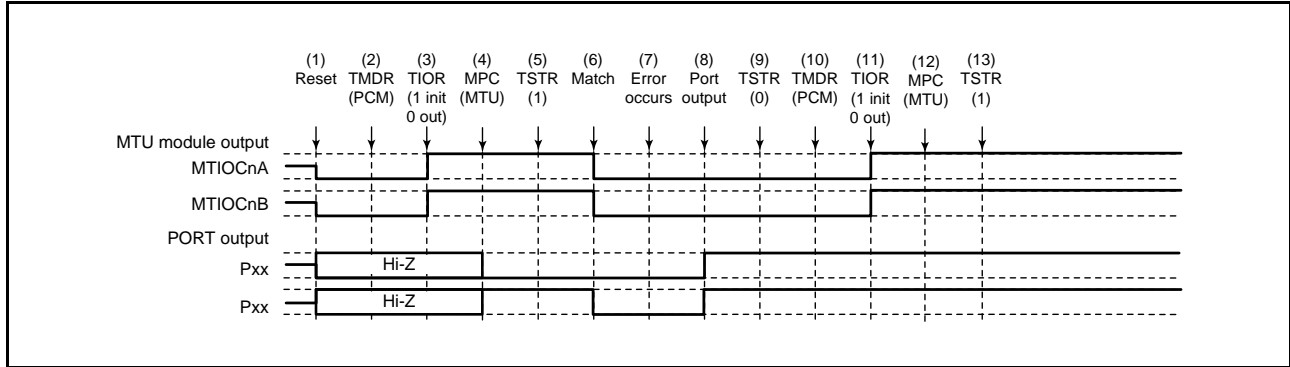 (1) (2) (3) (4) (5) (6) (7) (8) (9) (10) (11) (12) (13)
Reset TMDR TIOR MPC TSTR Match Error Port TSTR TMDR TIOR MPC TSTR
(PCM) (1 init (MTU) (1) occurs output (0) (PCM) (1 init (MTU) (1)
0 out) 0 out)
MTU module output
MTIOCnA
MTIOCnB
PORT output
Pxx Hi-Z
Pxx Hi-Z